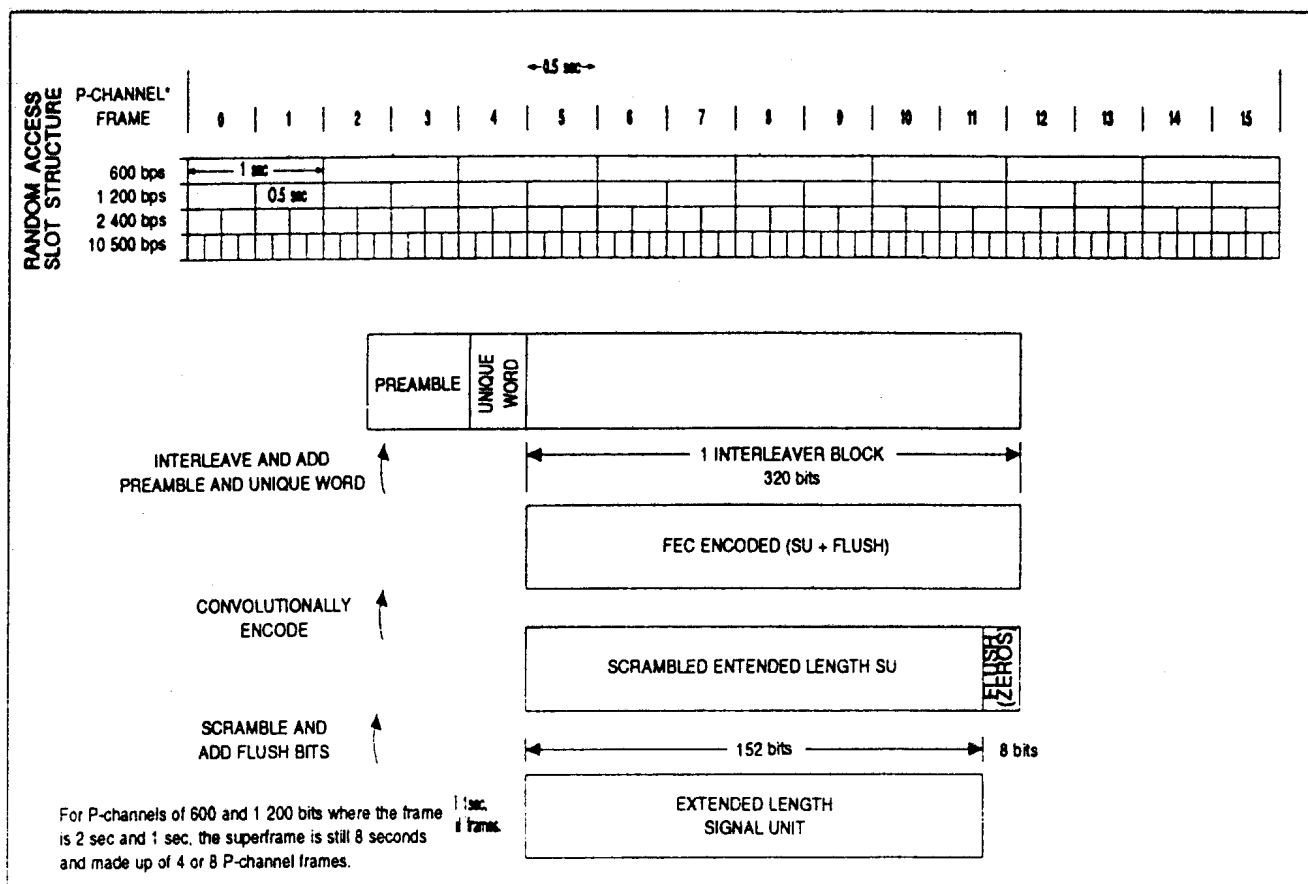 0.5 sec
RANDOM ACCESS
SLOT STRUCTURE
P-CHANNEL*
FRAME
0 1 2 3 4 5 6 7 8 9 10 11 12 13 14 15
600 bps
1 sec
1 200 bps
0.5 sec
2 400 bps
10 500 bps
PREAMBLE
UNIQUE
WORD
INTERLEAVE AND ADD
PREAMBLE AND UNIQUE WORD
1 INTERLEAVER BLOCK
320 bits
FEC ENCODED (SU + FLUSH)
CONVOLUTIONALLY
ENCODE
SCRAMBLED ENTENDED LENGTH SU
FLUSH
(ZEROS)
SCRAMBLE AND
ADD FLUSH BITS
152 bits
8 bits
EXTENDED LENGTH
SIGNAL UNIT
For P-channels of 600 and 1 200 bits where the frame
is 2 sec and 1 sec, the superframe is still 8 seconds
and made up of 4 or 8 P-channel frames.
1sec.
frames.